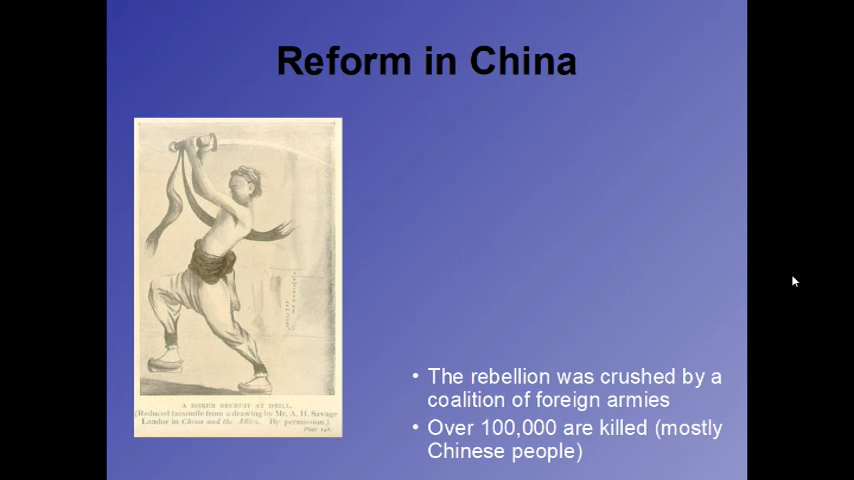 Reform in China
A BOXER RECRUIT AT DRILL.
(Reduced facsimile from a drawing by Mr. A. H. Savage
Landor in China and the Allies. By permission.)
• The rebellion was crushed by a
coalition of foreign armies
• Over 100,000 are killed (mostly
Chinese people)